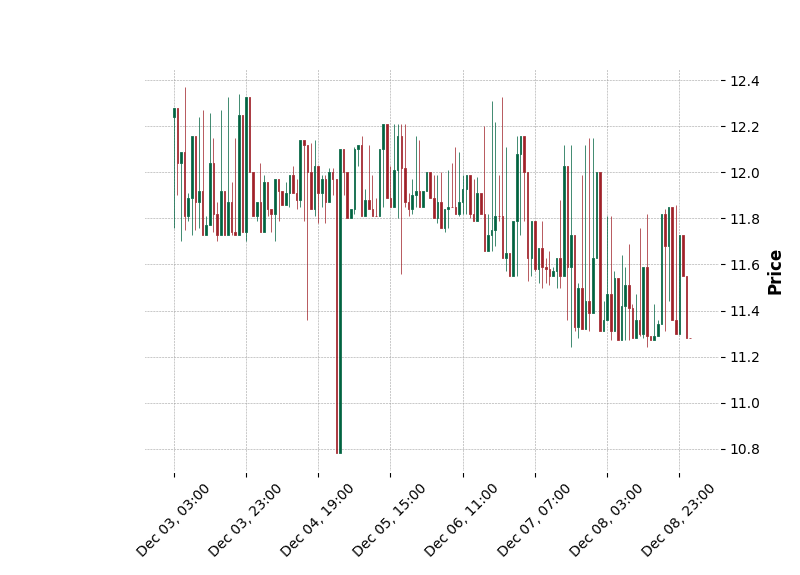 12.4
12.2
12.0
11.8
11.6
11.4
11.2
11.0
10.8
Price
Dec 03, 03:00
Dec 03, 23:00
Dec 04, 19:00
Dec 05, 15:00
Dec 06, 11:00
Dec 07, 07:00
Dec 08, 03:00
Dec 08, 23:00